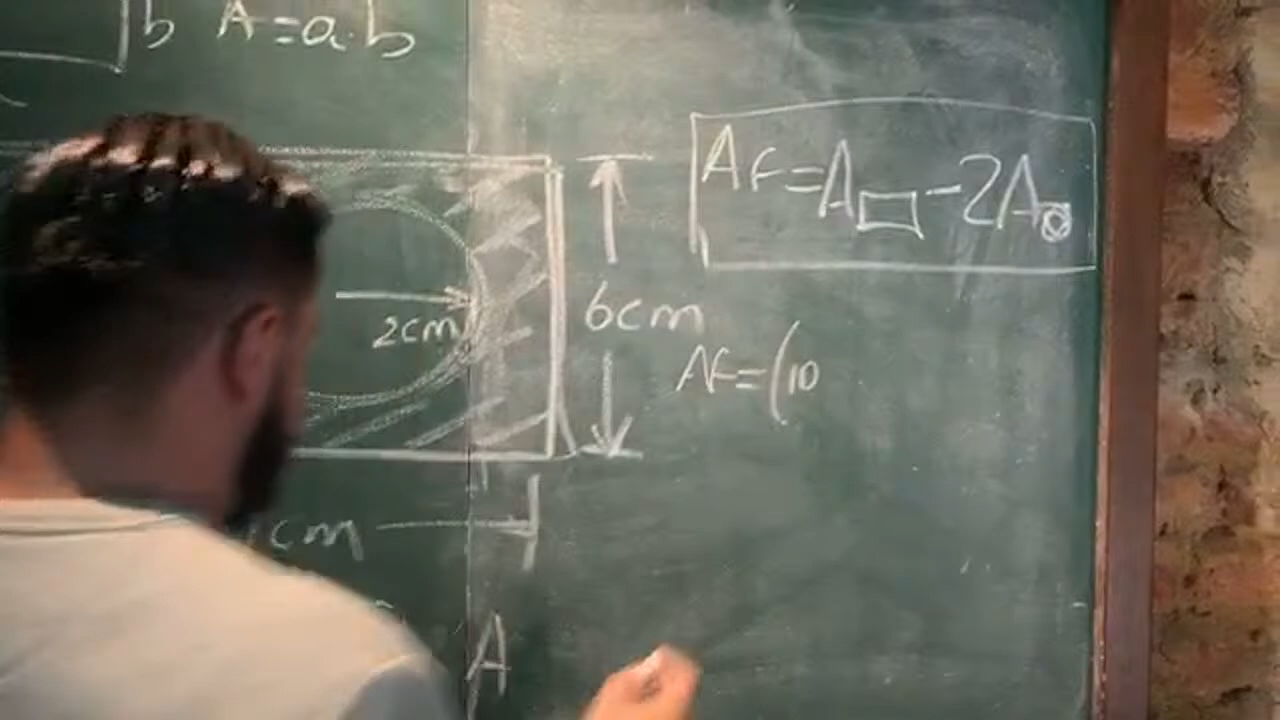 b A = a.b
AF = A▭ - 2A⊗
6cm
2cm
AF = (10
cm
A